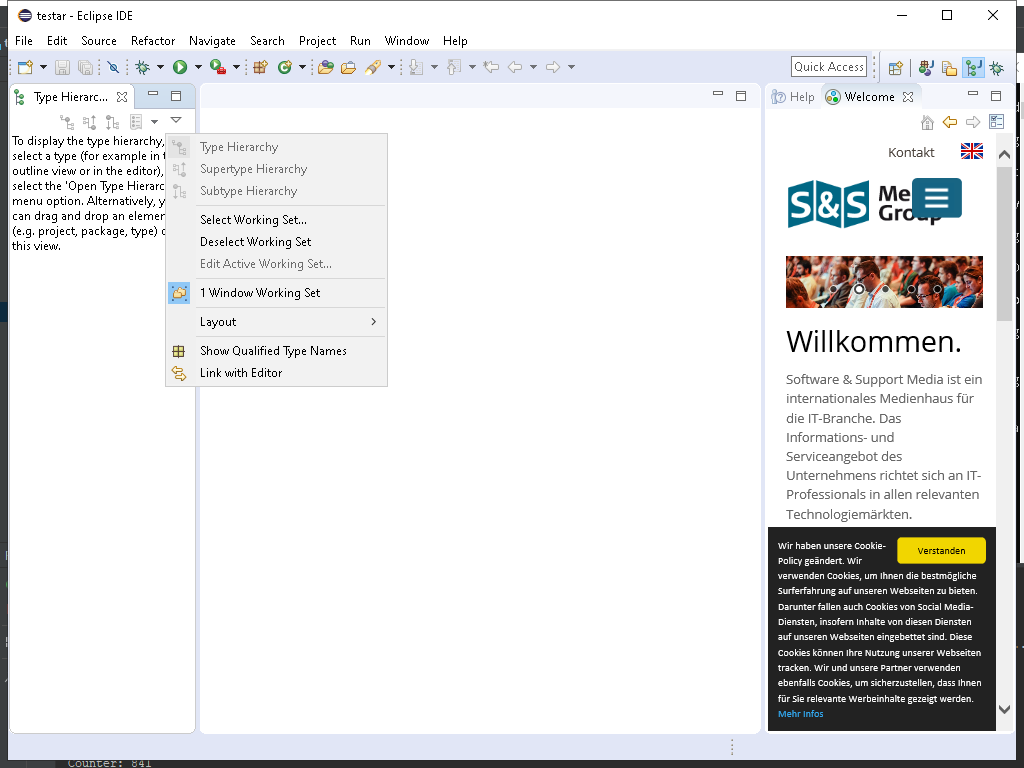 testar - Eclipse IDE
File Edit Source Refactor Navigate Search Project Run Window Help
Quick Access
Type Hierarc...
Help
Welcome
To display the type hierarchy,
select a type (for example in t
outline view or in the editor),
select the 'Open Type Hierarc
menu option. Alternatively, y
can drag and drop an elemen
(e.g. project, package, type) o
this view.
Type Hierarchy
Supertype Hierarchy
Subtype Hierarchy
Select Working Set...
Deselect Working Set
Edit Active Working Set...
1 Window Working Set
Layout
Show Qualified Type Names
Link with Editor
Kontakt
S&S Me
Group
Willkommen.
Software & Support Media ist ein
internationales Medienhaus für
die IT-Branche. Das
Informations- und
Serviceangebot des
Unternehmens richtet sich an IT-
Professionals in allen relevanten
Technologiemärkten.
Wir haben unsere Cookie-
Policy geändert. Wir
Verstanden
verwenden Cookies, um Ihnen die bestmögliche
Surferfahrung auf unseren Webseiten zu bieten.
Darunter fallen auch Cookies von Social Media-
Diensten, insofern Inhalte von diesen Diensten
auf unseren Webseiten eingebettet sind. Diese
Cookies können Ihre Nutzung unserer Webseiten
tracken. Wir und unsere Partner verwenden
ebenfalls Cookies, um sicherzustellen, dass Ihnen
für Sie relevante Werbeinhalte gezeigt werden.
Mehr Infos
Counter: 841